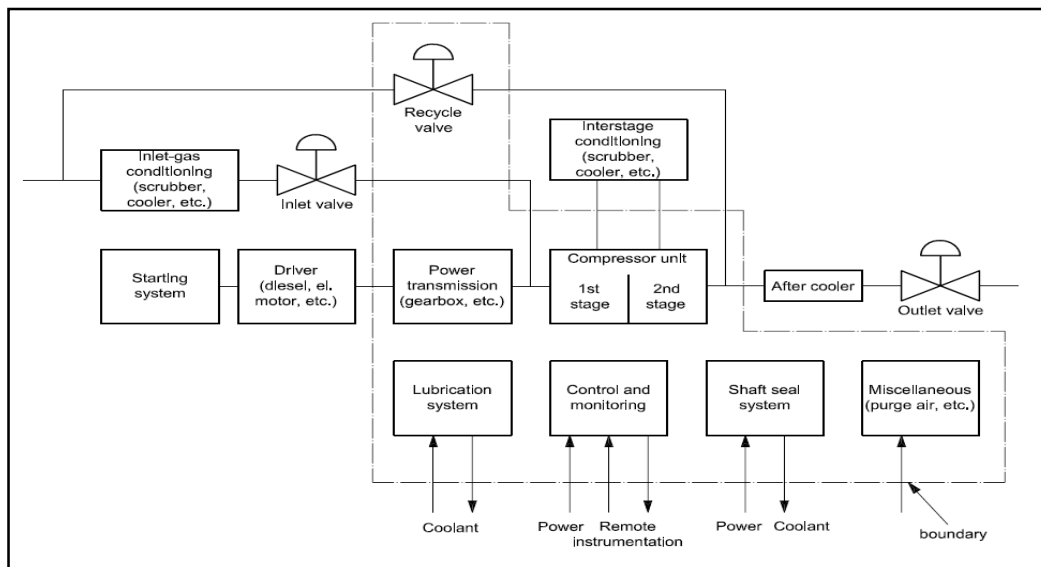 Recycle
valve
Inlet-gas
conditioning
(scrubber,
cooler, etc.)
Inlet valve
Interstage
conditioning
(scrubber,
cooler, etc.)
Starting
system
Driver
(diesel, el.
motor, etc.)
Power
transmission
(gearbox, etc.)
Compressor unit
1st
stage
2nd
stage
After cooler
Outlet valve
Lubrication
system
Control and
monitoring
Shaft seal
system
Miscellaneous
(purge air, etc.)
Coolant
Power
Remote
instrumentation
Power
Coolant
boundary